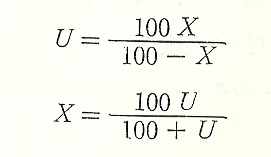 U = 100 X / 100 − X
X = 100 U / 100 + U